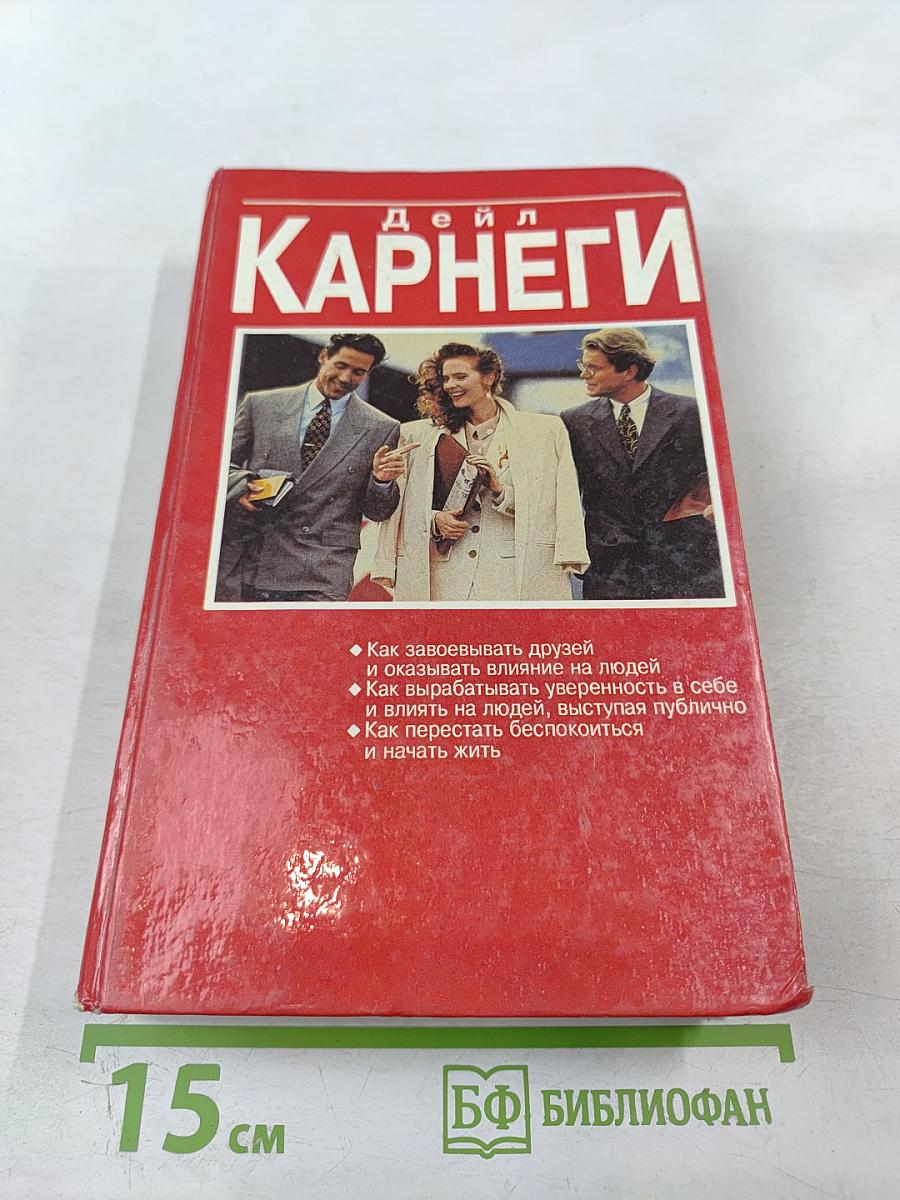 Дейл
КАРНЕГИ
◆ Как завоевывать друзей
и оказывать влияние на людей
◆ Как вырабатывать уверенность в себе
и влиять на людей, выступая публично
◆ Как перестать беспокоиться
и начать жить
15 см
БФ БИБЛИОФАН